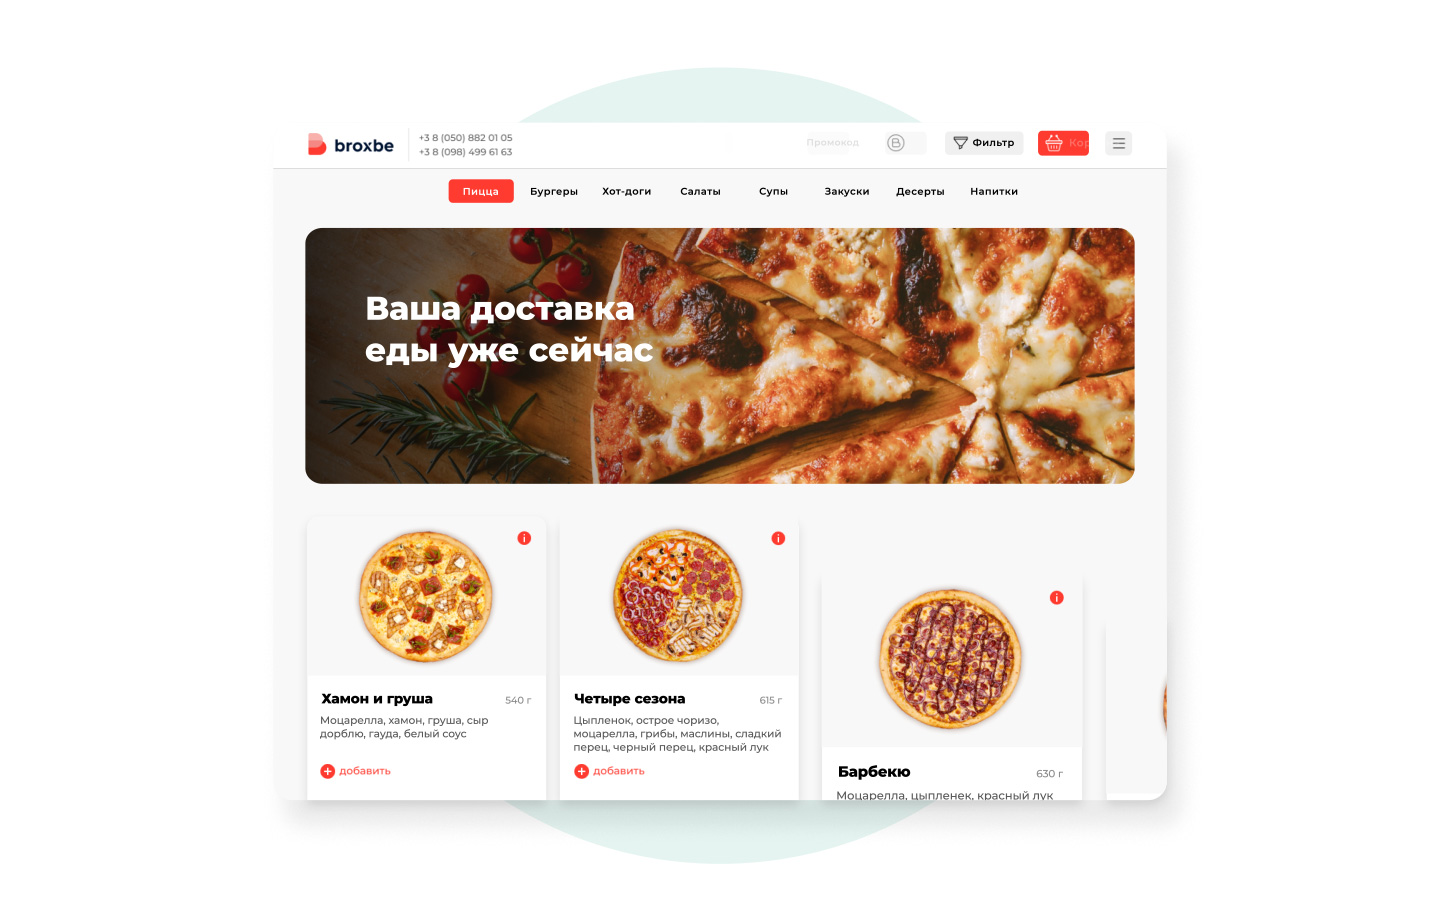 broxbe
+3 8 (050) 882 01 05
+3 8 (098) 499 61 63
Промокод
Фильтр
Кор
Пицца Бургеры Хот-доги Салаты Супы Закуски Десерты Напитки
Ваша доставка
еды уже сейчас
Хамон и груша 540 г
Моцарелла, хамон, груша, сыр
дорблю, гауда, белый соус
добавить
Четыре сезона 615 г
Цыпленок, острое чоризо,
моцарелла, грибы, маслины, сладкий
перец, черный перец, красный лук
добавить
Барбекю 630 г
Моцарелла, цыпленек, красный лук